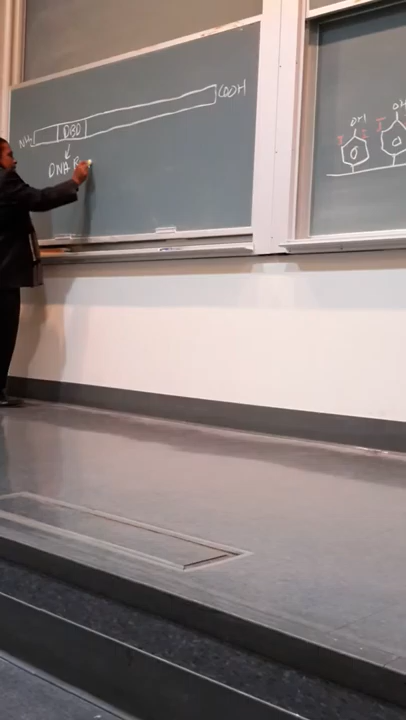 COOH
NH₂ DBD
DNA B
OH OH
I I I I